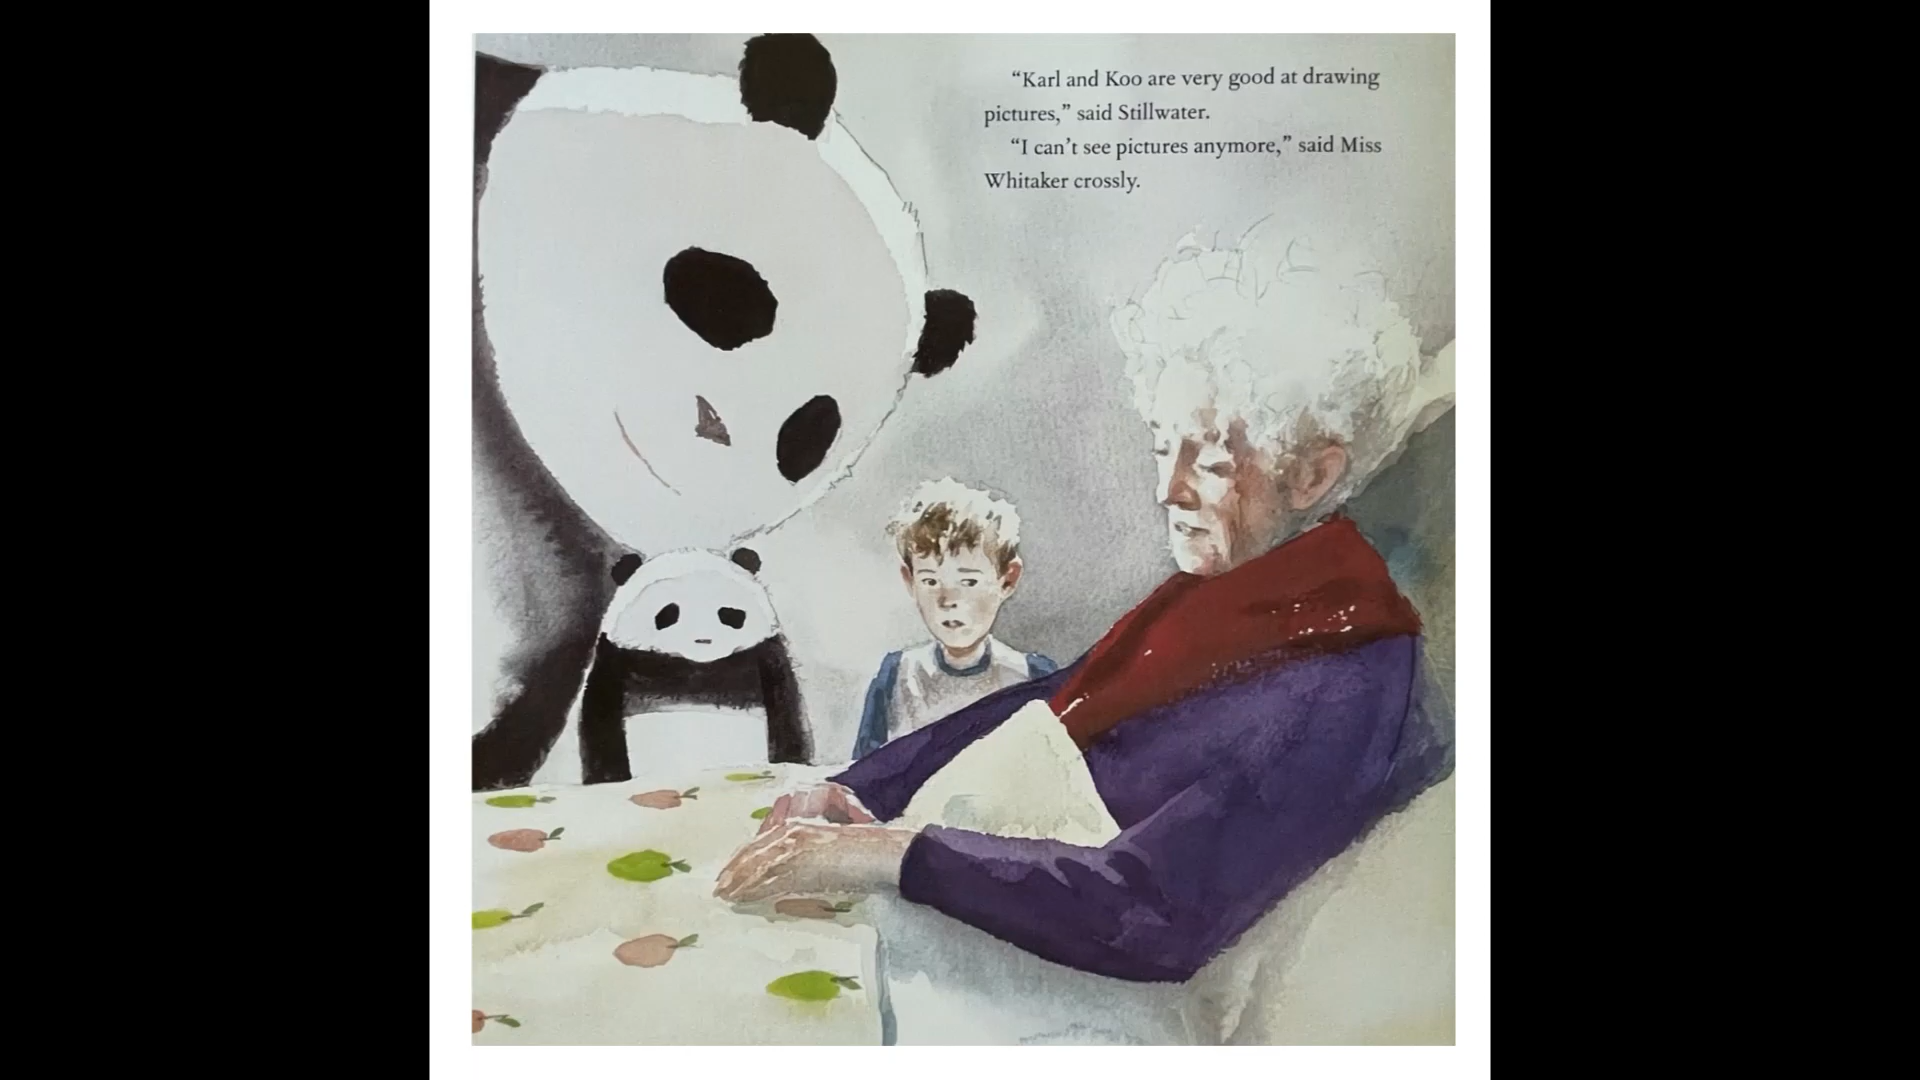 “Karl and Koo are very good at drawing
pictures,” said Stillwater.
“I can’t see pictures anymore,” said Miss
Whitaker crossly.